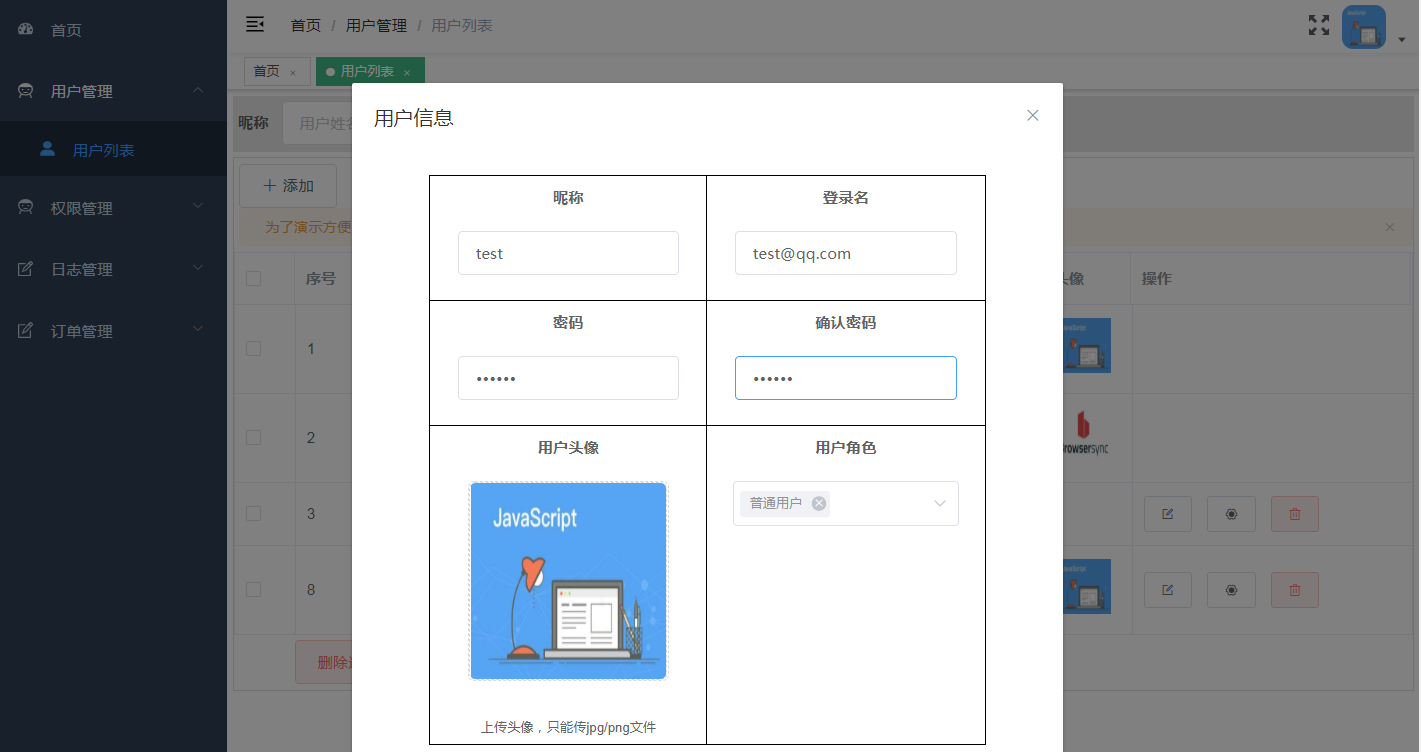 首页
用户管理
用户列表
权限管理
日志管理
订单管理
首页 / 用户管理 / 用户列表
首页 ×
用户列表 ×
昵称
用户姓名
+ 添加
为了演示方便
序号
头像
操作
1
2
Browsersync
3
8
用户信息
昵称
登录名
test
test@qq.com
密码
确认密码
••••••
••••••
用户头像
用户角色
JavaScript
普通用户
上传头像，只能传jpg/png文件